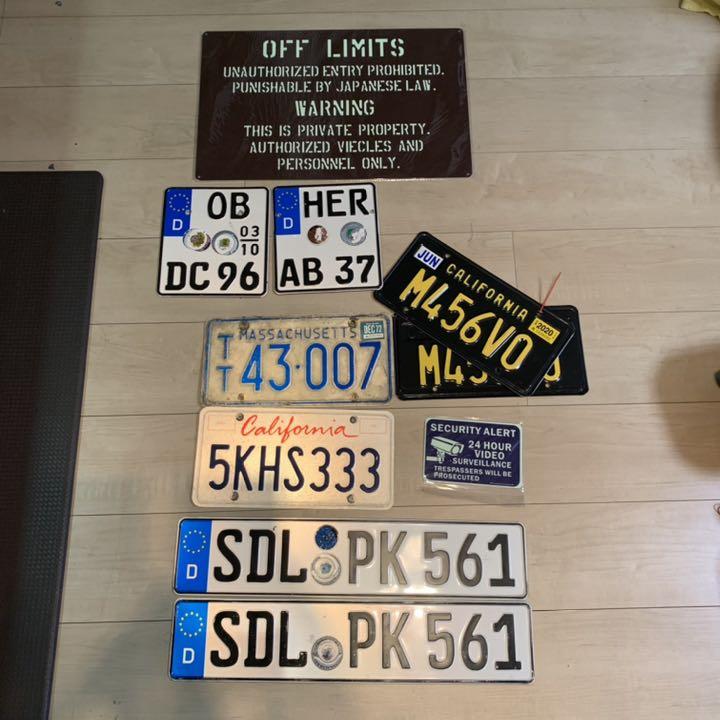 OFF LIMITS
UNAUTHORIZED ENTRY PROHIBITED.
PUNISHABLE BY JAPANESE LAW.
WARNING
THIS IS PRIVATE PROPERTY.
AUTHORIZED VIECLES AND
PERSONNEL ONLY.
D
OB
03
10
DC 96
D
HER
AB 37
JUN
CALIFORNIA
M456VO
2020
MASSACHUSETTS
DEC 72
TT 43·007
California
5KHS333
SECURITY ALERT
24 HOUR
VIDEO
SURVEILLANCE
TRESPASSERS WILL BE
PROSECUTED
D
SDL PK 561
D
SDL PK 561